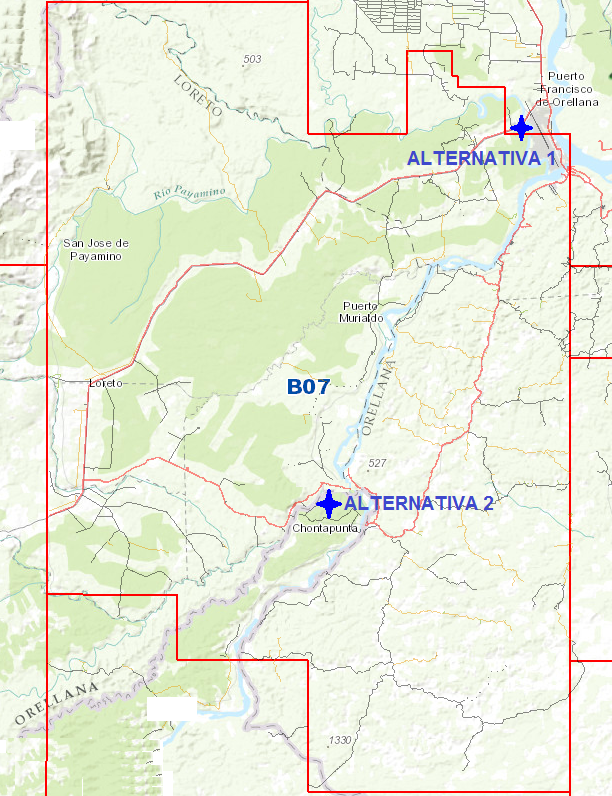 503
LORETO
Puerto
Francisco
de Orellana
ALTERNATIVA 1
Río Payamino
San Jose de
Payamino
Puerto
Murialdo
Loreto
B07
ORELLANA
527
ALTERNATIVA 2
Chontapunta
ORELLANA
1330